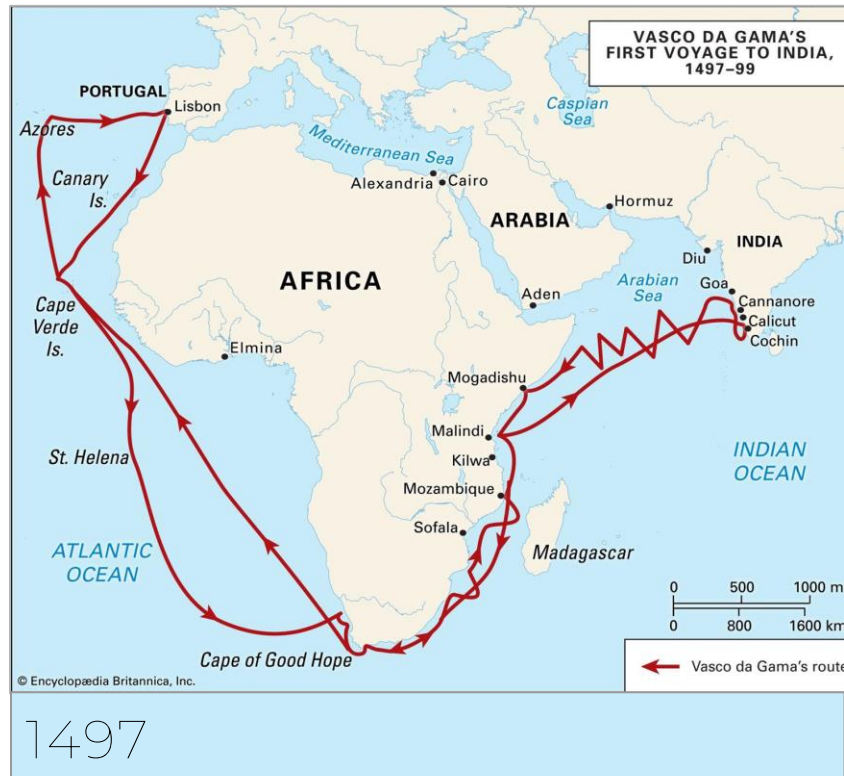 VASCO DA GAMA'S
FIRST VOYAGE TO INDIA,
1497–99
PORTUGAL
Lisbon
Azores
Caspian
Sea
Mediterranean Sea
Canary
Is.
Alexandria
Cairo
Hormuz
ARABIA
INDIA
Diu
AFRICA
Arabian
Sea
Goa
Aden
Cannanore
Calicut
Cochin
Cape
Verde
Is.
Elmina
Mogadishu
Malindi
St. Helena
Kilwa
INDIAN
OCEAN
Mozambique
Sofala
ATLANTIC
OCEAN
Madagascar
0 500 1000 m
0 800 1600 km
Cape of Good Hope
Vasco da Gama's route
© Encyclopædia Britannica, Inc.
1497